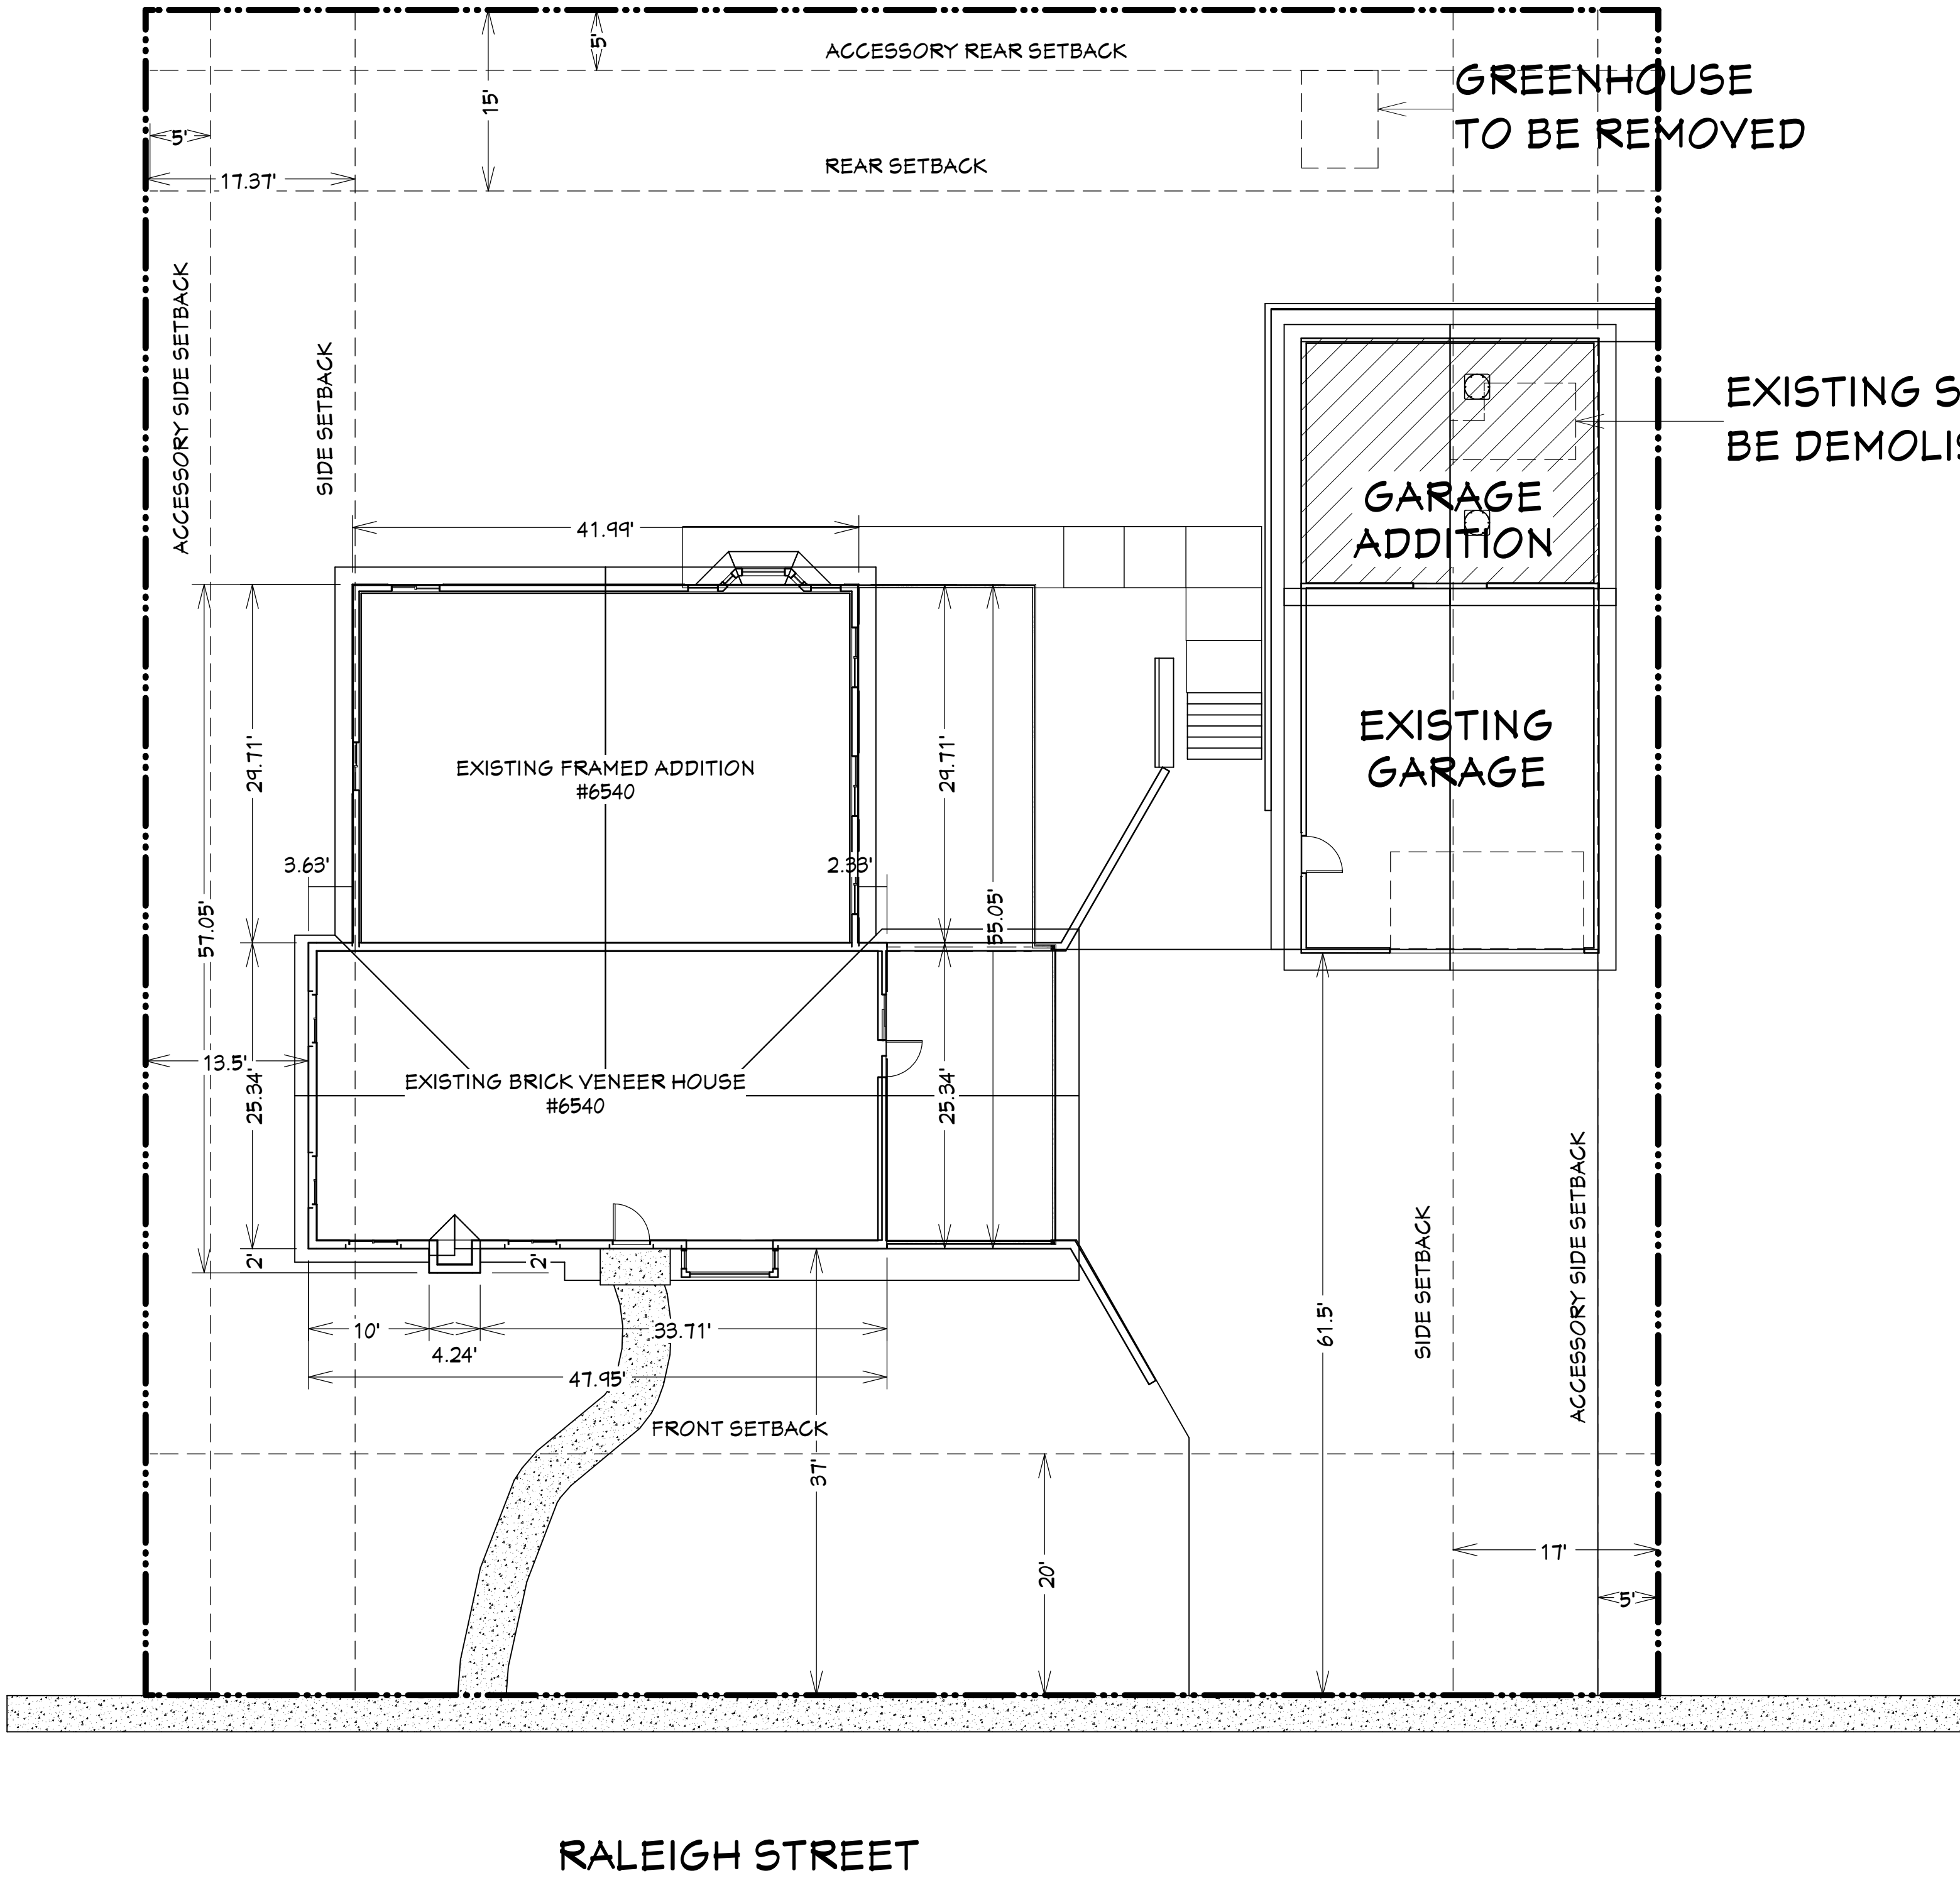 5'
ACCESSORY REAR SETBACK
GREENHOUSE
TO BE REMOVED
15'
5'
REAR SETBACK
17.37'
ACCESSORY SIDE SETBACK
SIDE SETBACK
EXISTING
BE
GARAGE
ADDITION
41.99'
29.71'
29.71'
EXISTING FRAMED ADDITION
#6540
EXISTING
GARAGE
3.63'
2.33'
57.05'
55.05'
13.5'
25.34'
25.34'
EXISTING BRICK VENEER HOUSE
#6540
2'
2'
10'
33.71'
4.24'
47.95'
61.5'
SIDE SETBACK
ACCESSORY SIDE SETBACK
FRONT SETBACK
37'
20'
17'
5'
RALEIGH STREET